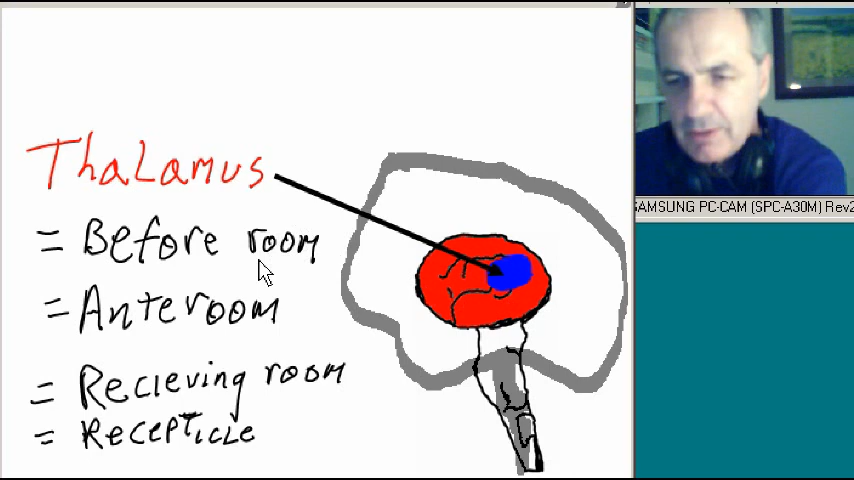 Thalamus
= Before room
= Anteroom
= Recieving room
= Recepticle
SAMSUNG PC-CAM (SPC-A30M) Rev2